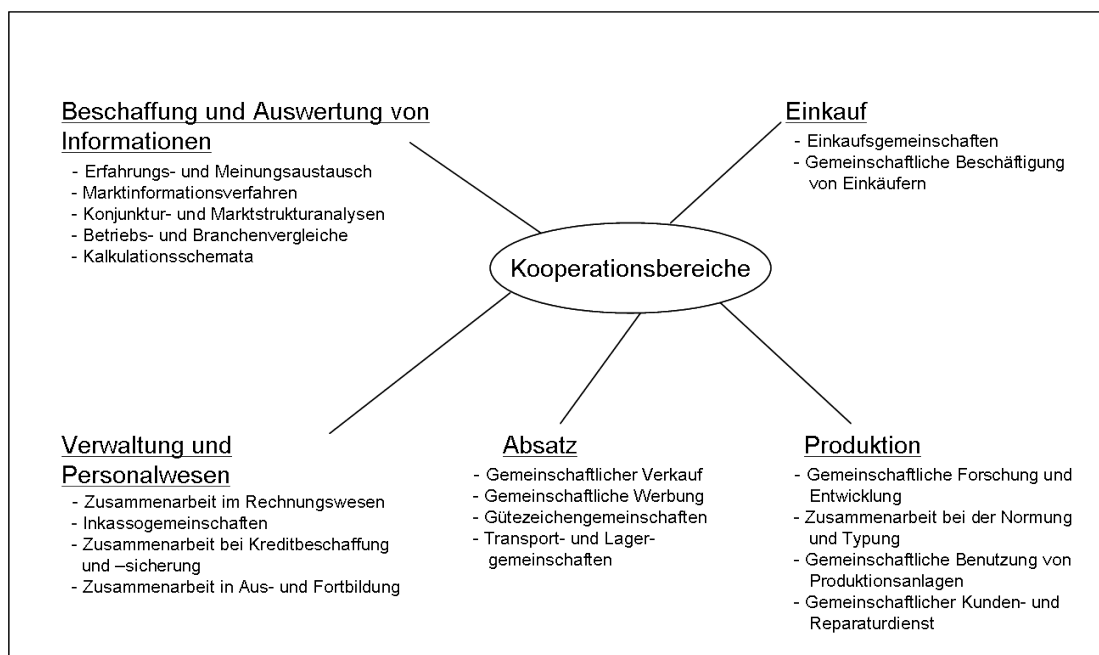 Beschaffung und Auswertung von
Informationen
- Erfahrungs- und Meinungsaustausch
- Marktinformationsverfahren
- Konjunktur- und Marktstrukturanalysen
- Betriebs- und Branchenvergleiche
- Kalkulationsschemata
Einkauf
- Einkaufsgemeinschaften
- Gemeinschaftliche Beschäftigung
von Einkäufern
Kooperationsbereiche
Verwaltung und
Personalwesen
- Zusammenarbeit im Rechnungswesen
- Inkassogemeinschaften
- Zusammenarbeit bei Kreditbeschaffung
und –sicherung
- Zusammenarbeit in Aus- und Fortbildung
Absatz
- Gemeinschaftlicher Verkauf
- Gemeinschaftliche Werbung
- Gütezeichengemeinschaften
- Transport- und Lager-
gemeinschaften
Produktion
- Gemeinschaftliche Forschung und
Entwicklung
- Zusammenarbeit bei der Normung
und Typung
- Gemeinschaftliche Benutzung von
Produktionsanlagen
- Gemeinschaftlicher Kunden- und
Reparaturdienst